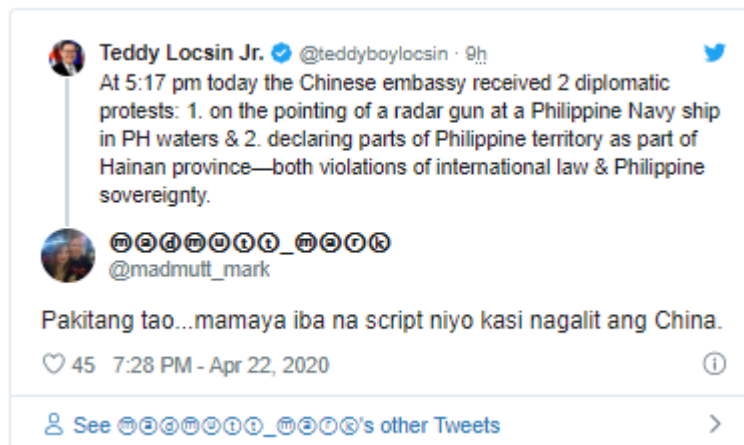 Teddy Locsin Jr. @teddyboylocsin · 9h
At 5:17 pm today the Chinese embassy received 2 diplomatic
protests: 1. on the pointing of a radar gun at a Philippine Navy ship
in PH waters & 2. declaring parts of Philippine territory as part of
Hainan province—both violations of international law & Philippine
sovereignty.
ⓜⓐⓓⓜⓤⓣⓣ_ⓜⓐⓡⓚ
@madmutt_mark
Pakitang tao...mamaya iba na script niyo kasi nagalit ang China.
45 7:28 PM - Apr 22, 2020
See ⓜⓐⓓⓜⓤⓣⓣ_ⓜⓐⓡⓚ's other Tweets